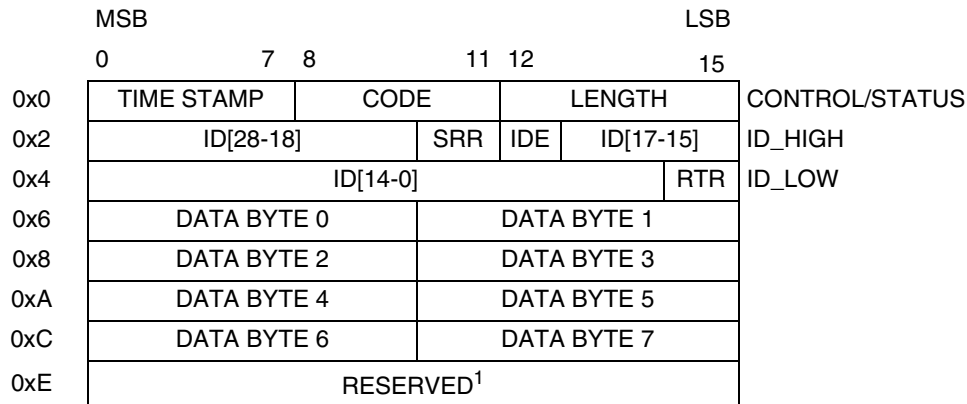 MSB LSB
0 7 8 11 12 15
0x0 TIME STAMP CODE LENGTH CONTROL/STATUS
0x2 ID[28-18] SRR IDE ID[17-15] ID_HIGH
0x4 ID[14-0] RTR ID_LOW
0x6 DATA BYTE 0 DATA BYTE 1
0x8 DATA BYTE 2 DATA BYTE 3
0xA DATA BYTE 4 DATA BYTE 5
0xC DATA BYTE 6 DATA BYTE 7
0xE RESERVED1